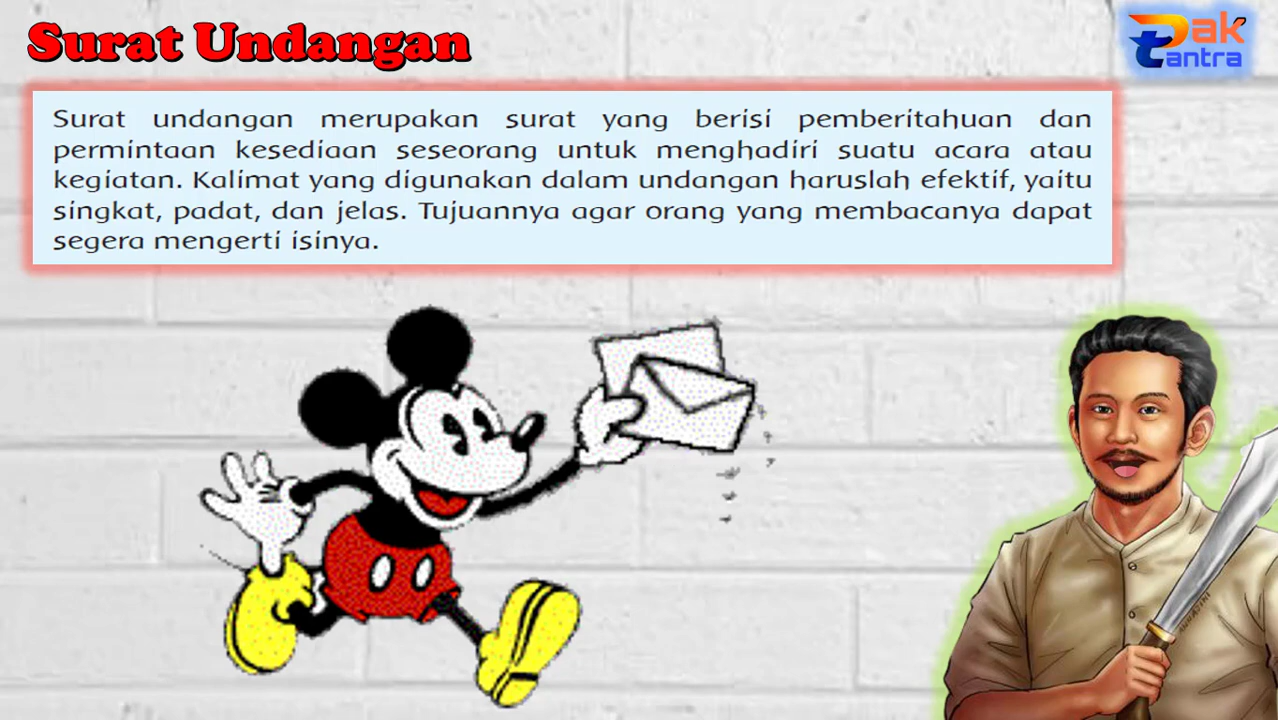 Surat Undangan
Pak
Tantra
Surat undangan merupakan surat yang berisi pemberitahuan dan
permintaan kesediaan seseorang untuk menghadiri suatu acara atau
kegiatan. Kalimat yang digunakan dalam undangan haruslah efektif, yaitu
singkat, padat, dan jelas. Tujuannya agar orang yang membacanya dapat
segera mengerti isinya.